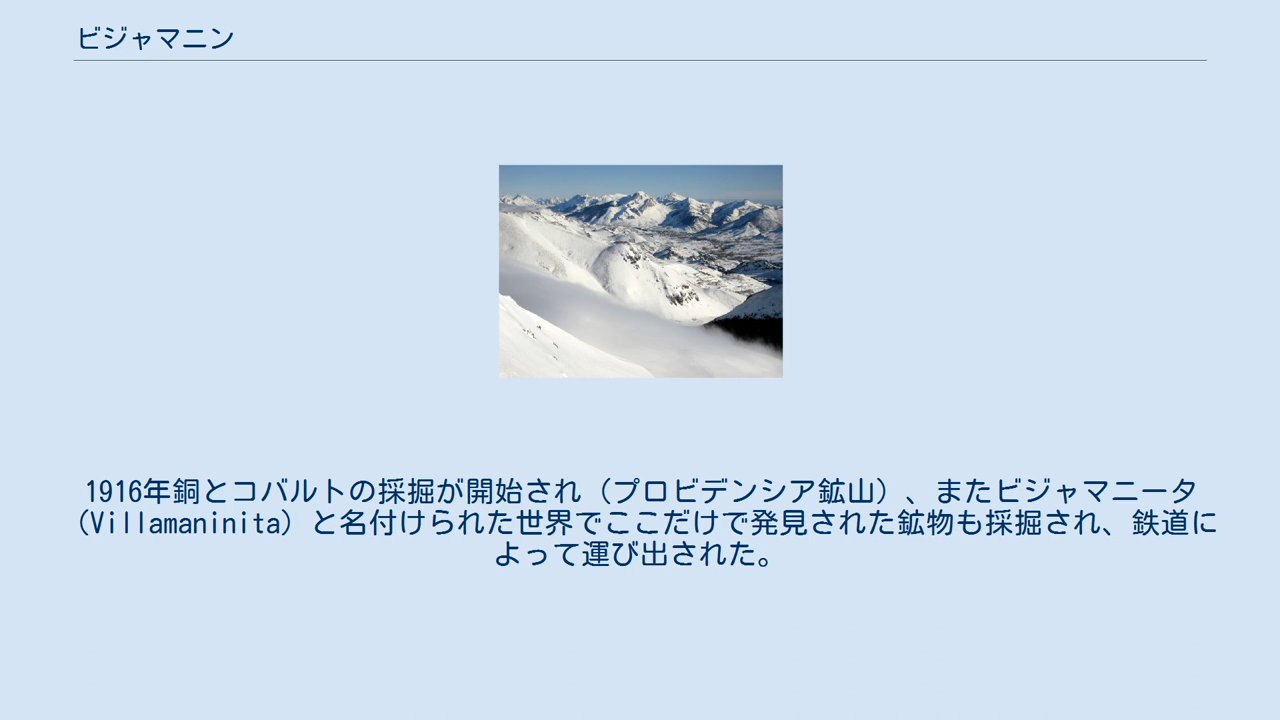 ビジャマニン
1916年銅とコバルトの採掘が開始され（プロビデンシア鉱山）、またビジャマニータ
(Villamaninita) と名付けられた世界でここだけで発見された鉱物も採掘され、鉄道に
よって運び出された。